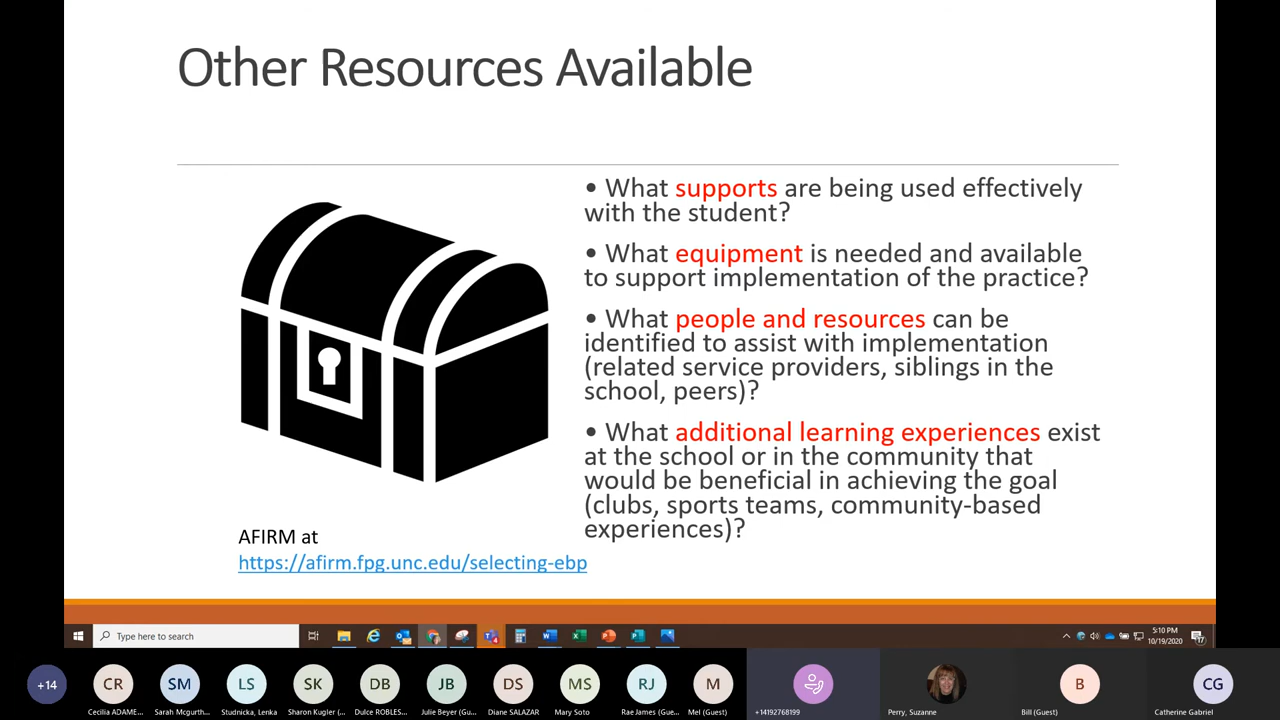 Other Resources Available
• What supports are being used effectively
with the student?
• What equipment is needed and available
to support implementation of the practice?
• What people and resources can be
identified to assist with implementation
(related service providers, siblings in the
school, peers)?
• What additional learning experiences exist
at the school or in the community that
would be beneficial in achieving the goal
(clubs, sports teams, community-based
experiences)?
AFIRM at
https://afirm.fpg.unc.edu/selecting-ebp
Type here to search
5:10 PM
10/19/2020
+14
CR
SM
LS
SK
DB
JB
DS
MS
RJ
M
B
CG
Cecilia ADAME...
Sarah Mcgurth...
Studnicka, Lenka
Sharon Kugler (...
Dulce ROBLES...
Julie Beyer (Gu...
Diane SALAZAR
Mary Soto
Rae James (Gue...
Mel (Guest)
+14192768199
Perry, Suzanne
Bill (Guest)
Catherine Gabriel